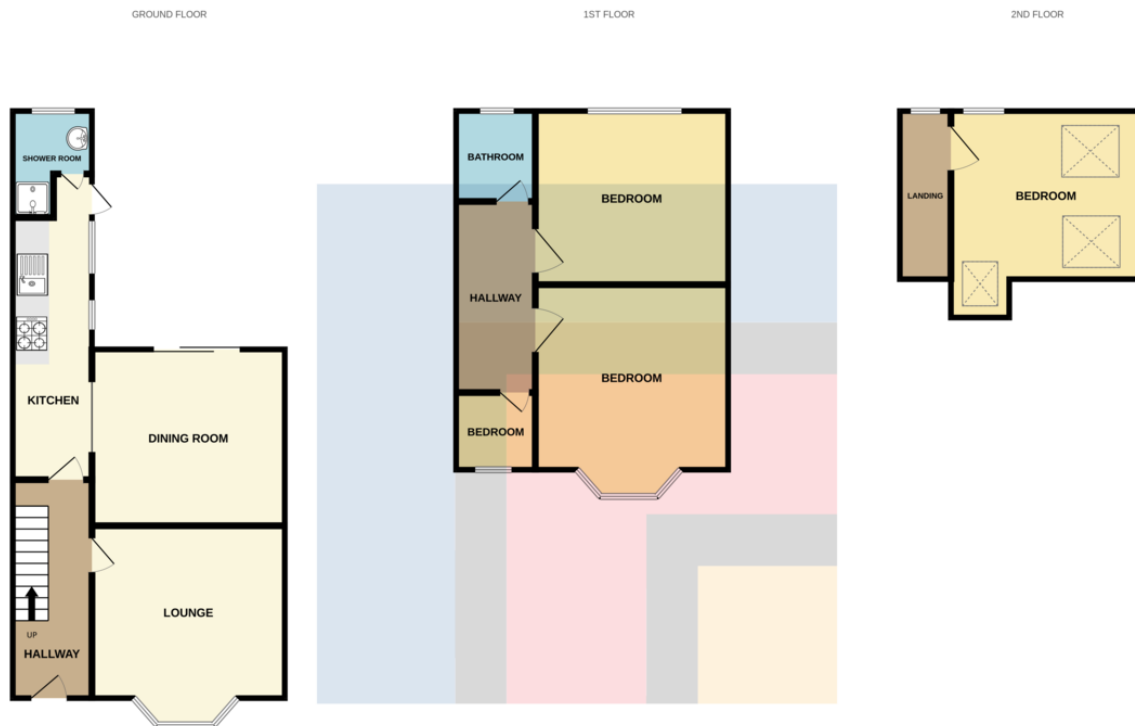 GROUND FLOOR
1ST FLOOR
2ND FLOOR
SHOWER ROOM
KITCHEN
DINING ROOM
LOUNGE
UP
HALLWAY
BATHROOM
BEDROOM
HALLWAY
BEDROOM
BEDROOM
LANDING
BEDROOM